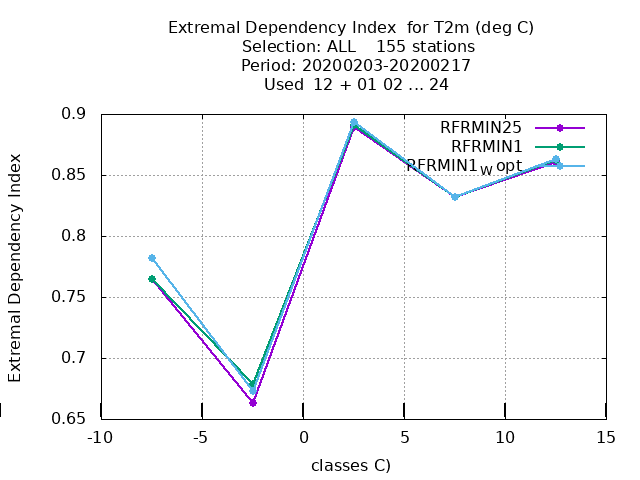 Extremal Dependency Index  for T2m (deg C)
Selection: ALL    155 stations
Period: 20200203-20200217
Used  12 + 01 02 ... 24
Extremal Dependency Index
0.9
0.85
0.8
0.75
0.7
0.65
RFRMIN25
RFRMIN1
RFRMIN1W opt
-10 -5 0 5 10 15
classes C)